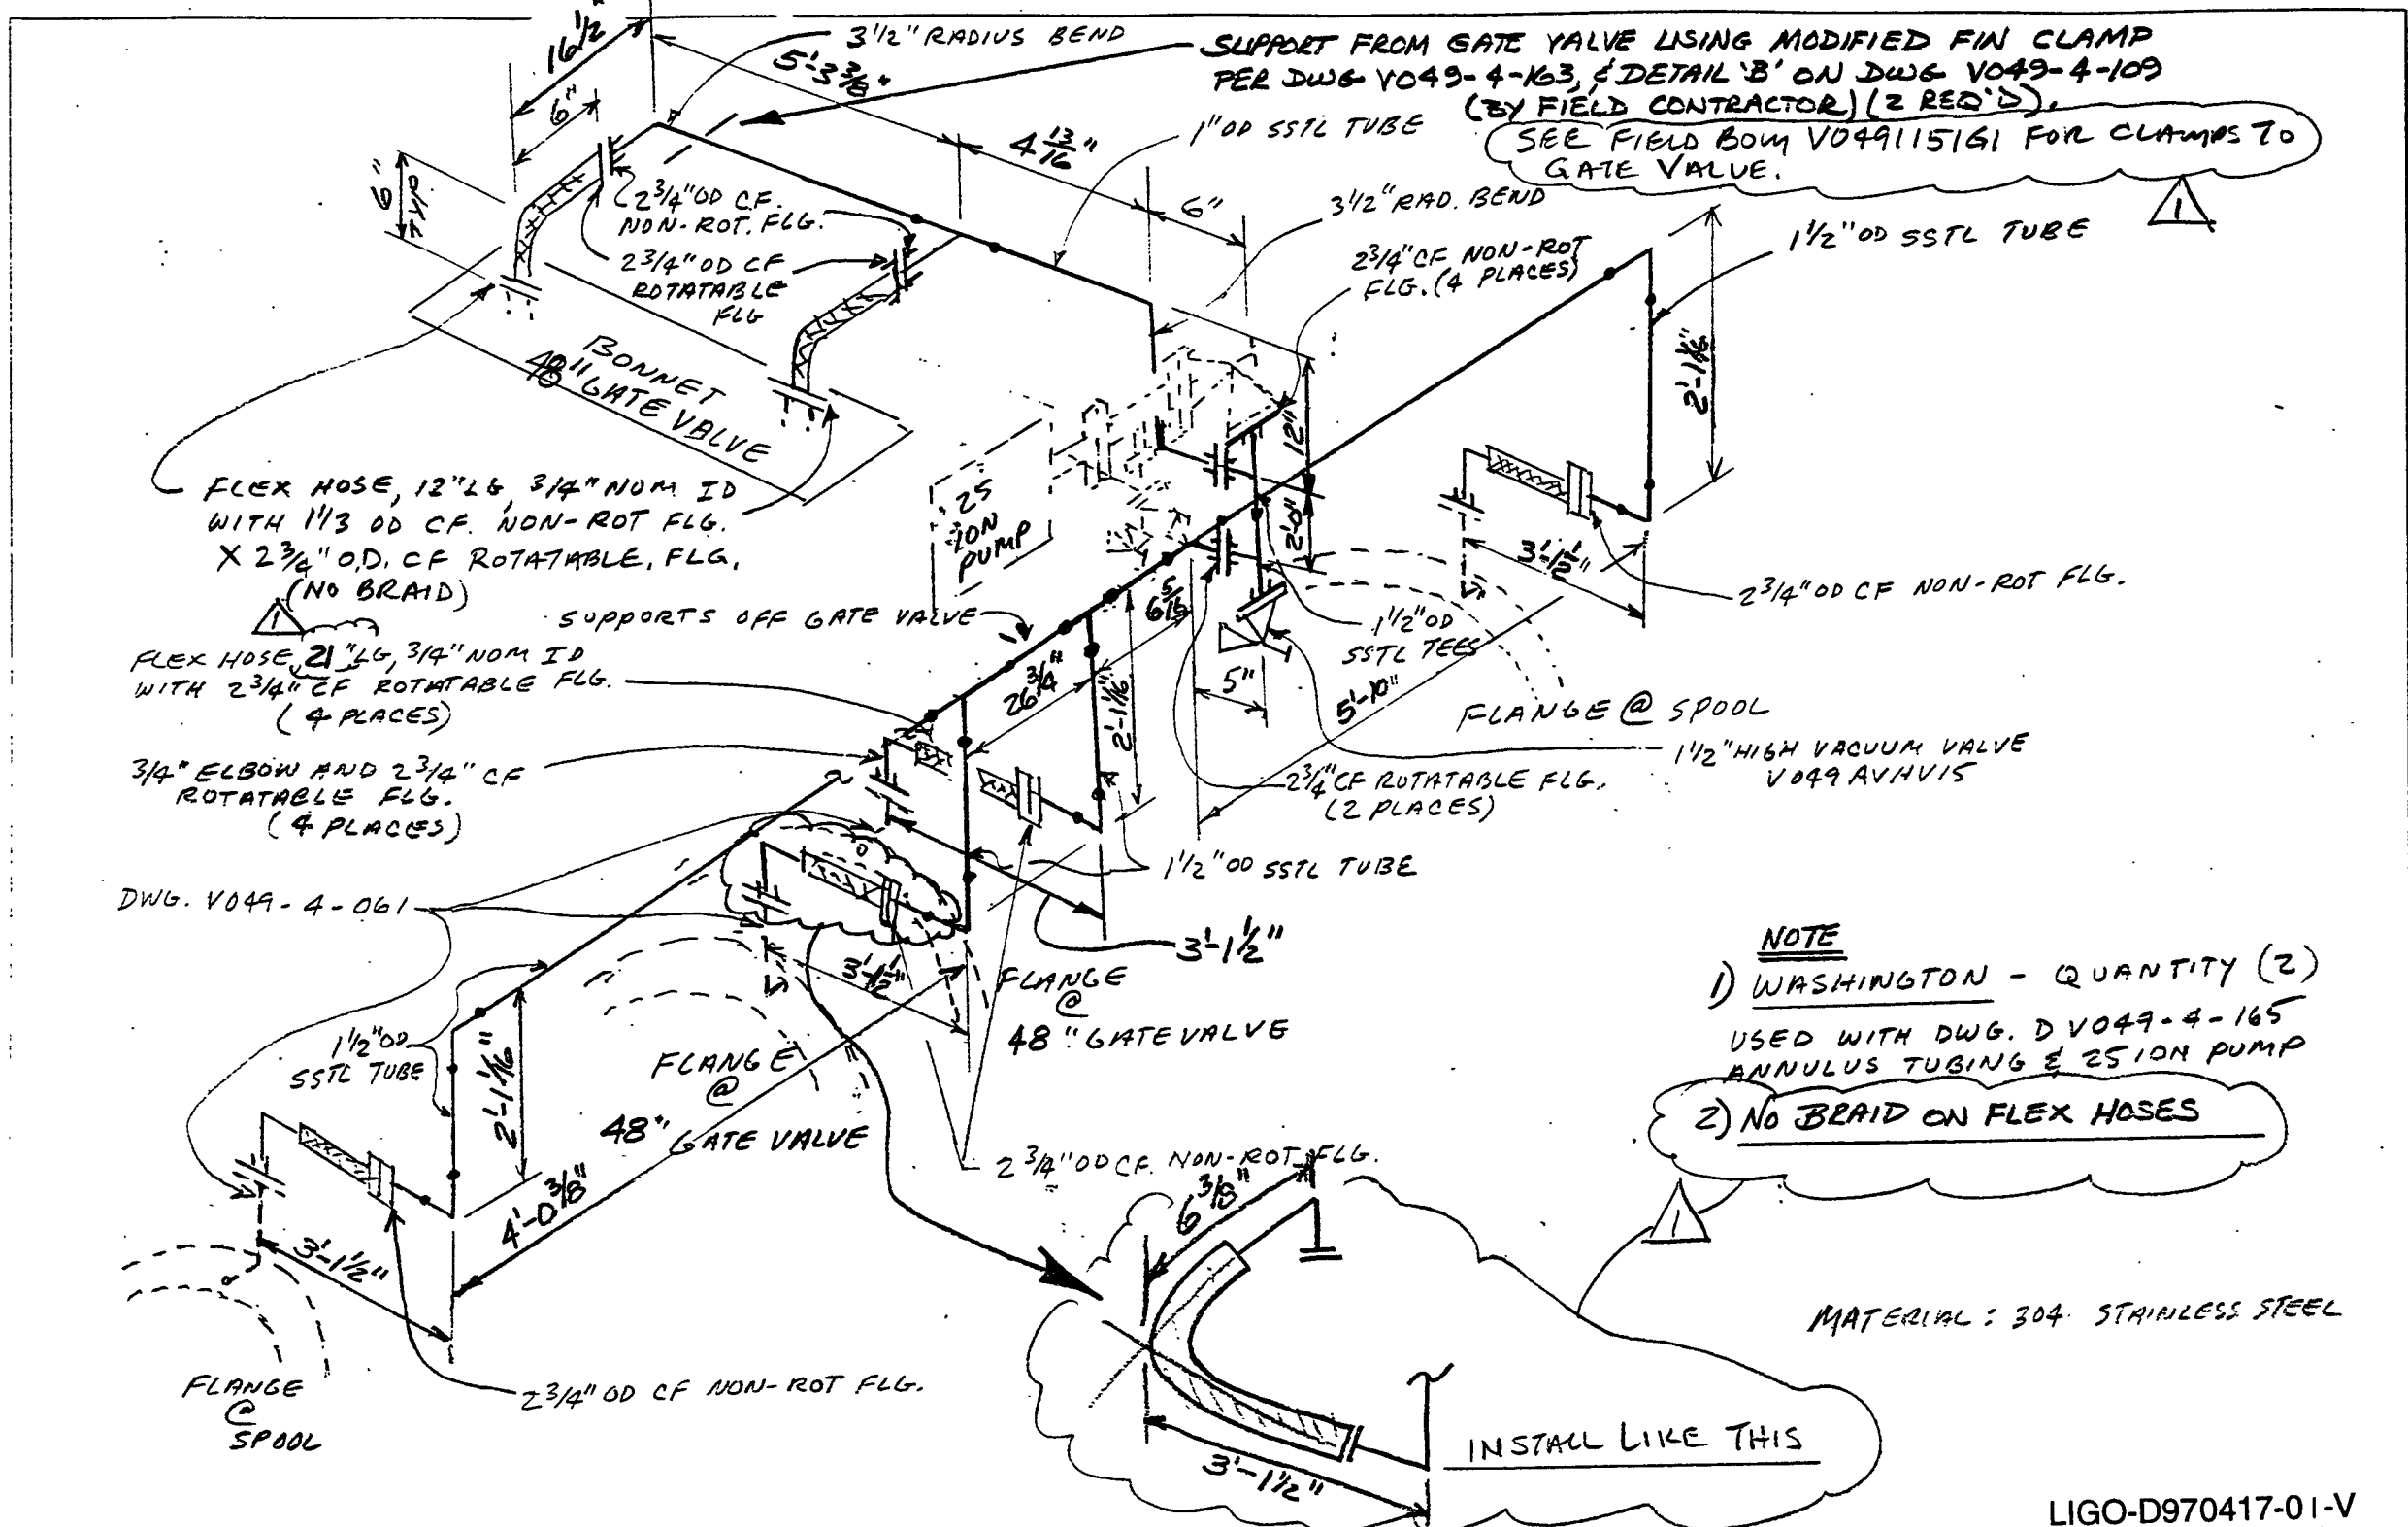 16 1/2"
3 1/2" RADIUS BEND
5'-3 3/8"
6"
SUPPORT FROM GATE VALVE USING MODIFIED FIN CLAMP
PER DWG V049-4-163, & DETAIL 'B' ON DWG V049-4-109
(BY FIELD CONTRACTOR) (2 REQ'D).
SEE FIELD BOM V0491151G1 FOR CLAMPS TO
GATE VALVE.
1
1" OD SSTL TUBE
4 13/16"
6"
TYP.
2 3/4" OD CF.
NON-ROT. FLG.
2 3/4" OD CF
ROTATABLE
FLG
6"
3 1/2" RAD. BEND
2 3/4" CF NON-ROT
FLG. (4 PLACES)
1 1/2" OD SSTL TUBE
BONNET
48" GATE VALVE
2'-1 1/16"
12"
FLEX HOSE, 12" LG, 3/4" NOM ID
WITH 1 1/3 OD CF. NON-ROT FLG.
X 2 3/4" O.D. CF ROTATABLE. FLG.
(NO BRAID)
1
25
ION
PUMP
2'-0"
3'-1 1/2"
2 3/4" OD CF NON-ROT FLG.
SUPPORTS OFF GATE VALVE
6 5/16
1 1/2" OD
SSTL TEES
FLEX HOSE, 21" LG, 3/4" NOM ID
WITH 2 3/4" CF ROTATABLE FLG.
(4 PLACES)
26 3/4"
2'-1 1/16"
5"
5'-10"
FLANGE @ SPOOL
1 1/2" HIGH VACUUM VALVE
V049 AVHV15
3/4" ELBOW AND 2 3/4" CF
ROTATABLE FLG.
(4 PLACES)
2 3/4" CF ROTATABLE FLG.
(2 PLACES)
1 1/2" OD SSTL TUBE
DWG. V049-4-061
3'-1 1/2"
3'-1 1/2"
FLANGE
@
48" GATE VALVE
NOTE
1) WASHINGTON - QUANTITY (2)
USED WITH DWG. D V049-4-165
ANNULUS TUBING & 25 ION PUMP
2) NO BRAID ON FLEX HOSES
1
1 1/2" OD
SSTL TUBE
2'-1 1/16"
FLANGE
@
48"
GATE VALVE
2 3/4" OD CF. NON-ROT FLG.
4'-0 3/8"
3'-1 1/2"
6 3/8"
MATERIAL: 304 STAINLESS STEEL
FLANGE
@
SPOOL
2 3/4" OD CF NON-ROT FLG.
INSTALL LIKE THIS
3'-1 1/2"
LIGO-D970417-01-V